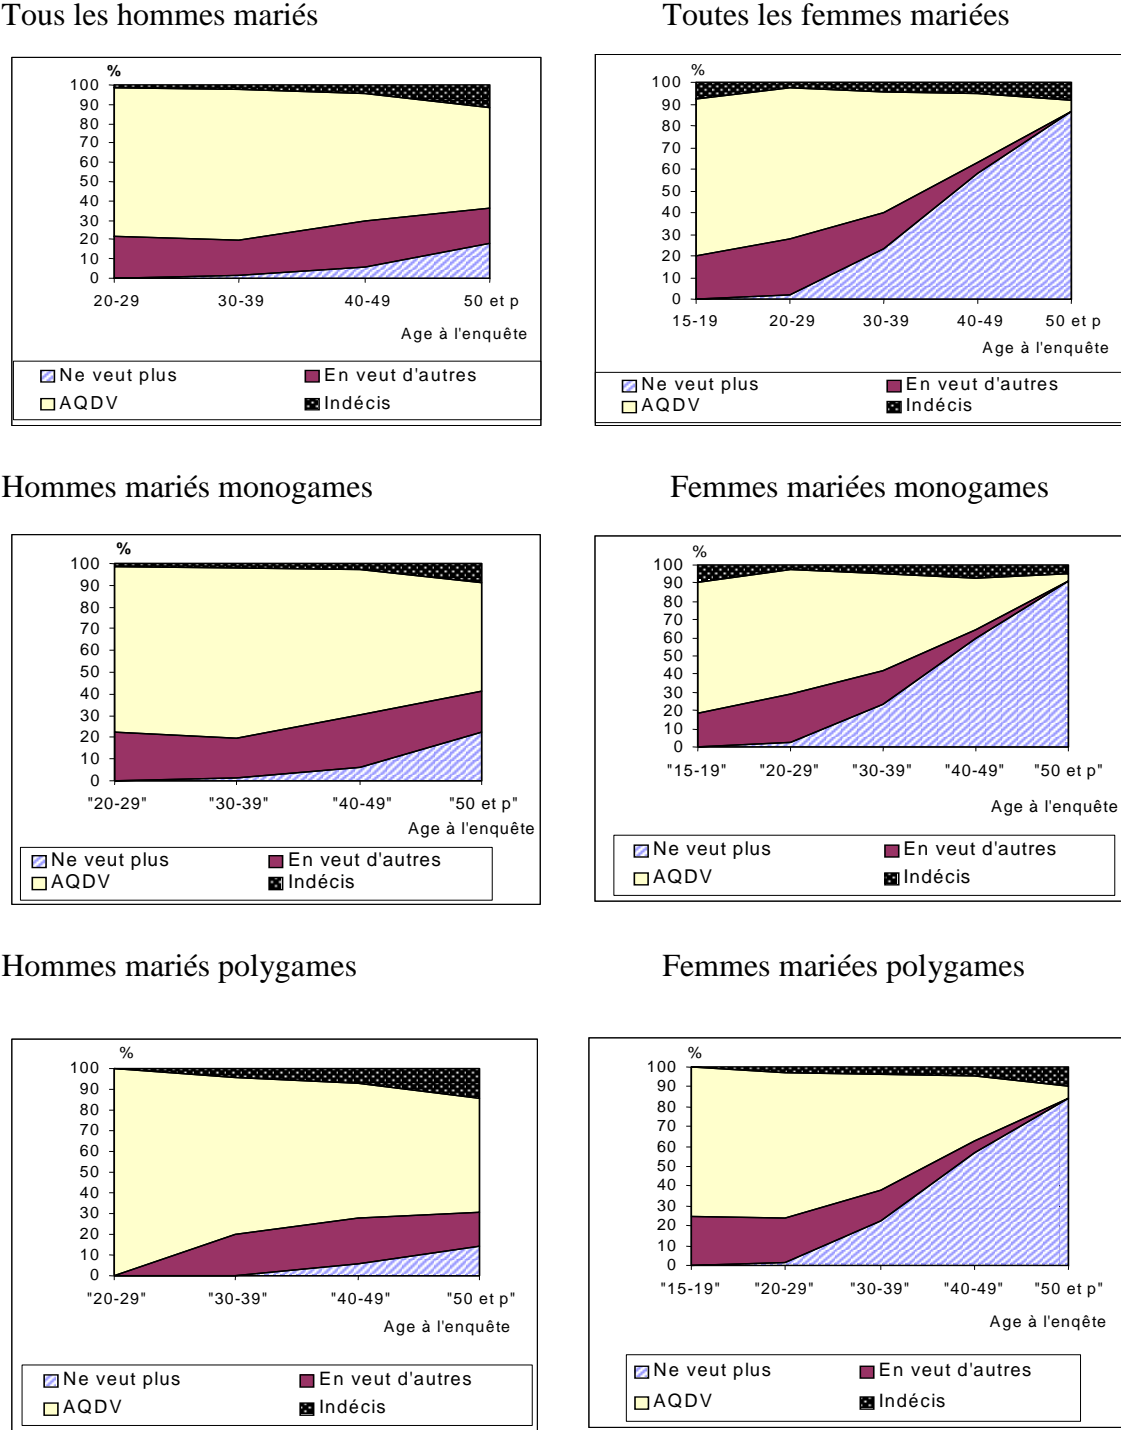 Tous les hommes mariés
%
100
90
80
70
60
50
40
30
20
10
0
20-29 30-39 40-49 50 et p
Age à l'enquête
Ne veut plus En veut d'autres
AQDV Indécis
Toutes les femmes mariées
%
100
90
80
70
60
50
40
30
20
10
0
15-19 20-29 30-39 40-49 50 et p
Age à l'enquête
Ne veut plus En veut d'autres
AQDV Indécis
Hommes mariés monogames
%
100
90
80
70
60
50
40
30
20
10
0
"20-29" "30-39" "40-49" "50 et p"
Age à l'enquête
Ne veut plus En veut d'autres
AQDV Indécis
Femmes mariées monogames
%
100
90
80
70
60
50
40
30
20
10
0
"15-19" "20-29" "30-39" "40-49" "50 et p"
Age à l'enquête
Ne veut plus En veut d'autres
AQDV Indécis
Hommes mariés polygames
%
100
90
80
70
60
50
40
30
20
10
0
"20-29" "30-39" "40-49" "50 et p"
Age à l'enquête
Ne veut plus En veut d'autres
AQDV Indécis
Femmes mariées polygames
%
100
90
80
70
60
50
40
30
20
10
0
"15-19" "20-29" "30-39" "40-49" "50 et p"
Age à l'enquête
Ne veut plus En veut d'autres
AQDV Indécis